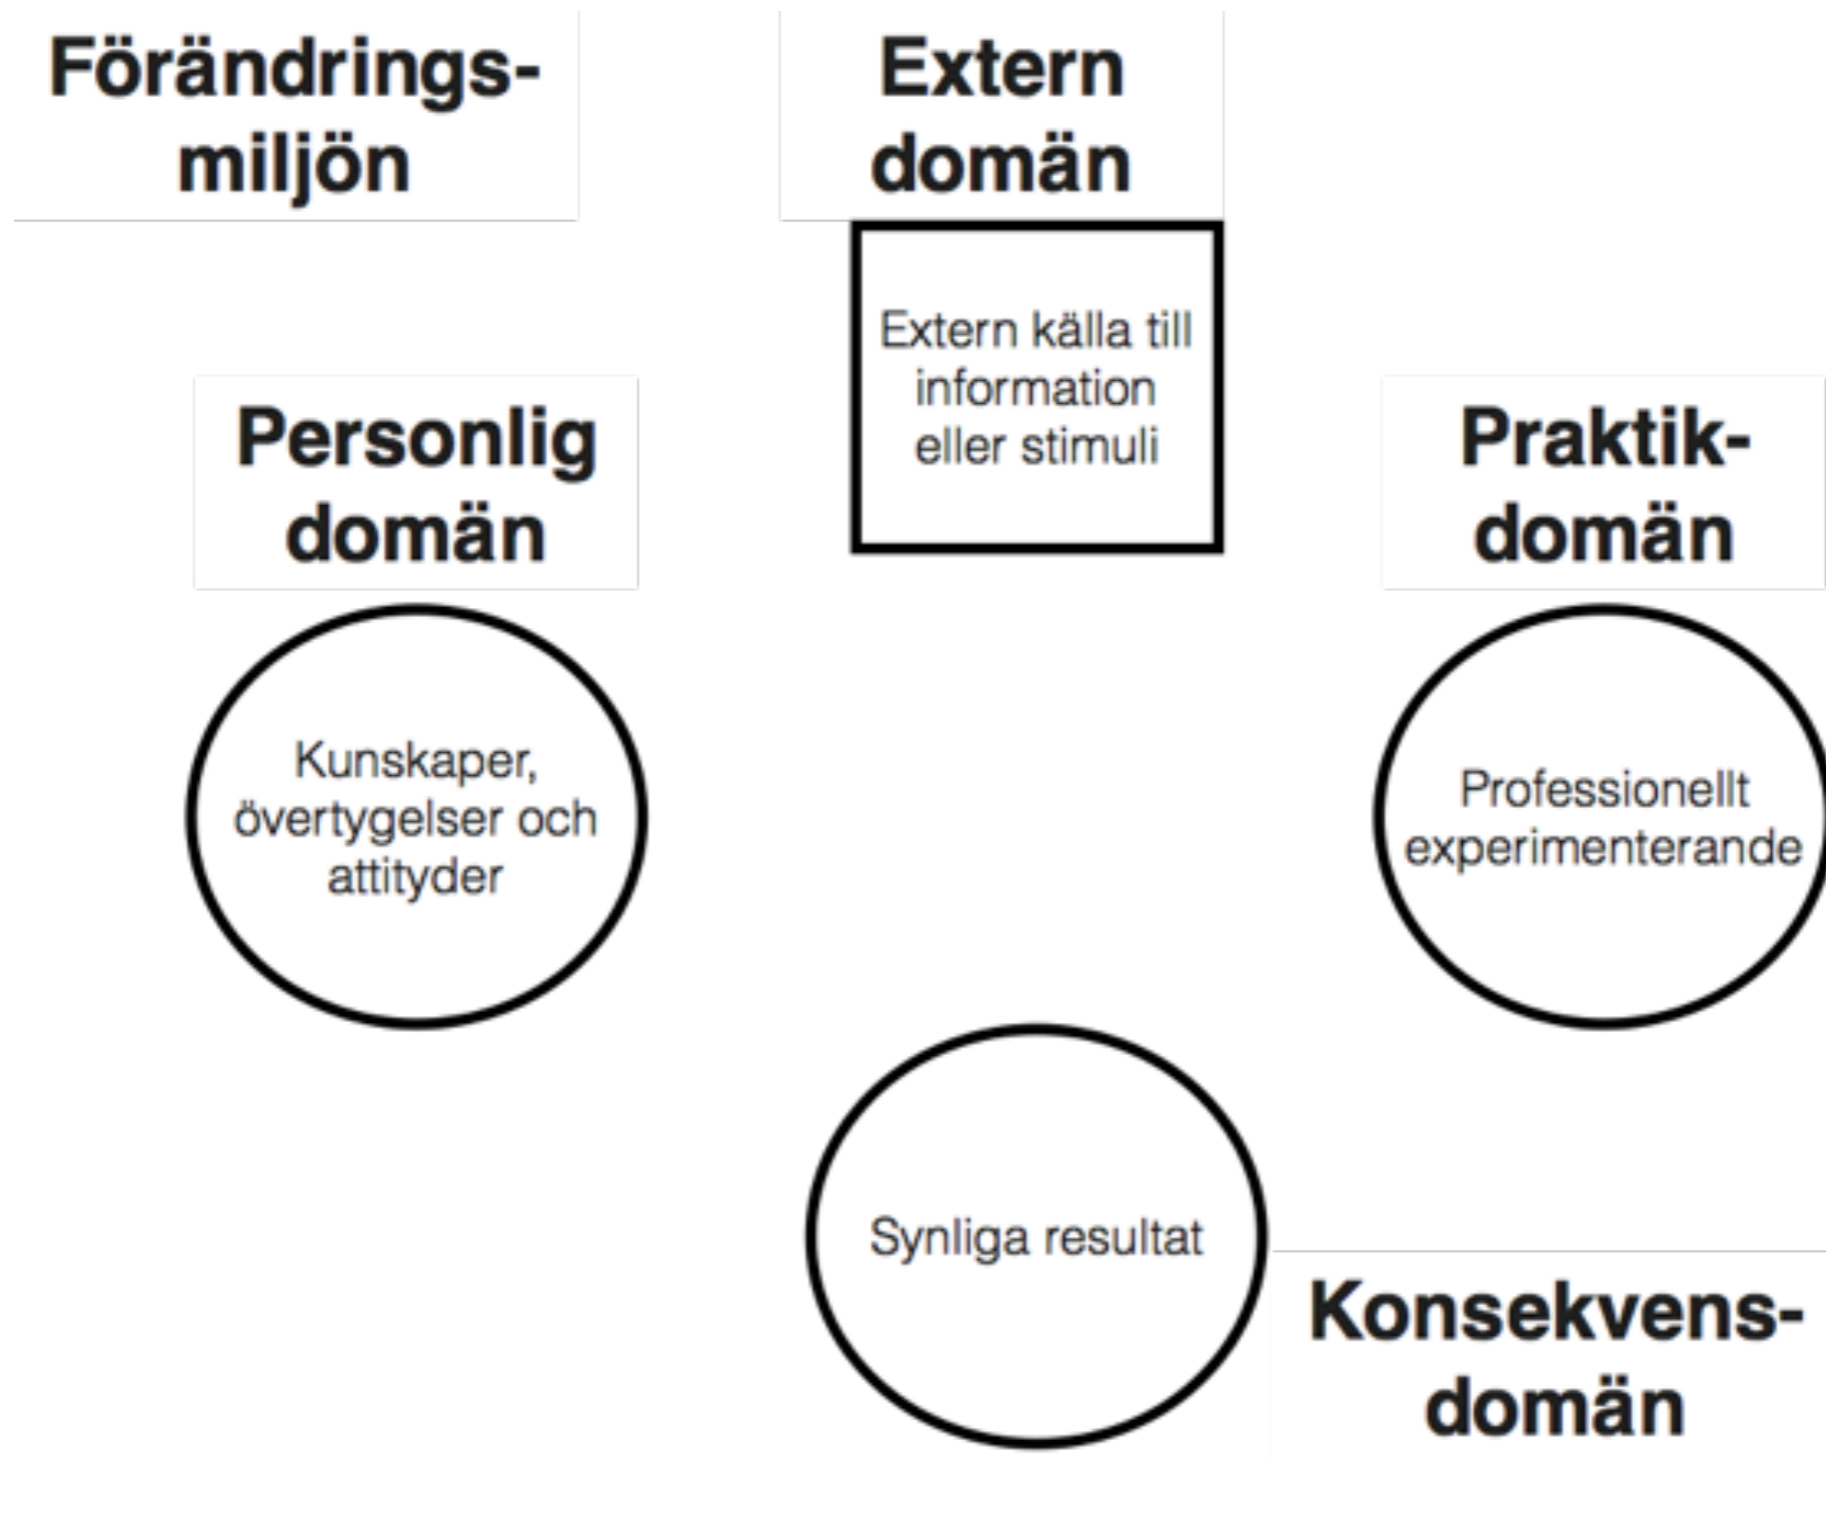 Förändrings-
miljön
Extern
domän
Extern källa till
information
eller stimuli
Personlig
domän
Praktik-
domän
Kunskaper,
övertygelser och
attityder
Professionellt
experimenterande
Synliga resultat
Konsekvens-
domän